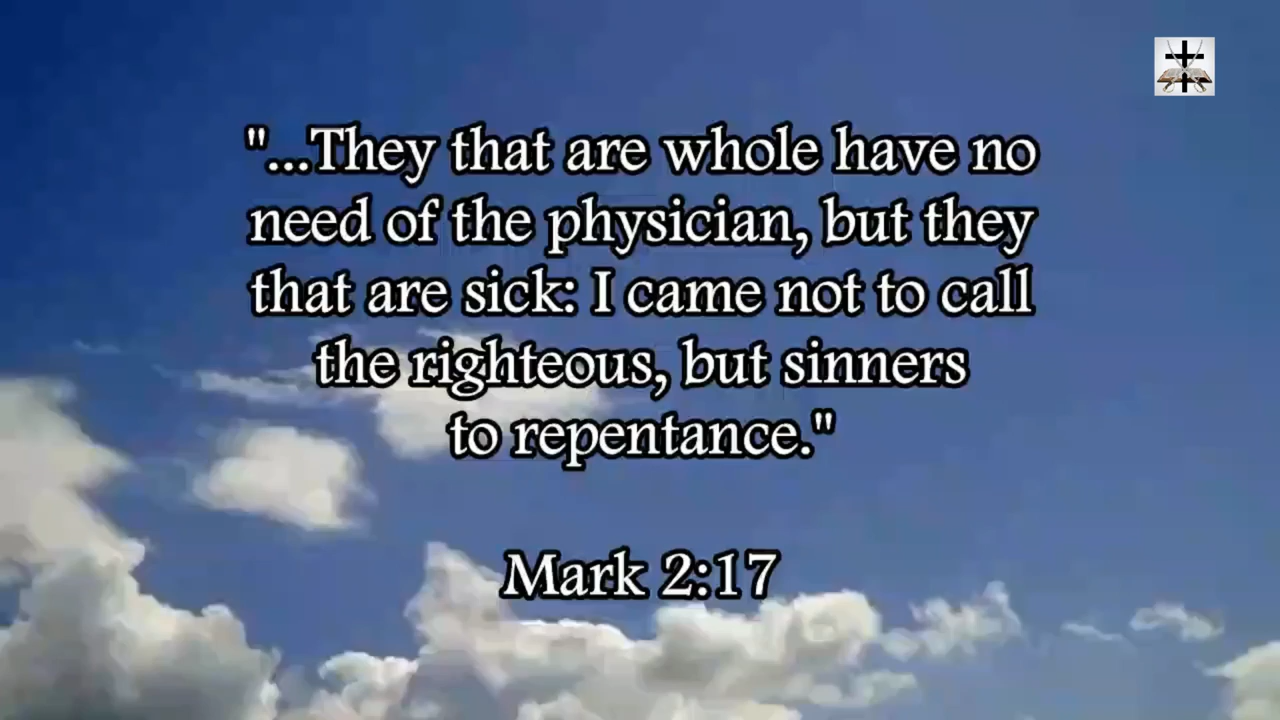 "...They that are whole have no
need of the physician, but they
that are sick: I came not to call
the righteous, but sinners
to repentance."
Mark 2:17